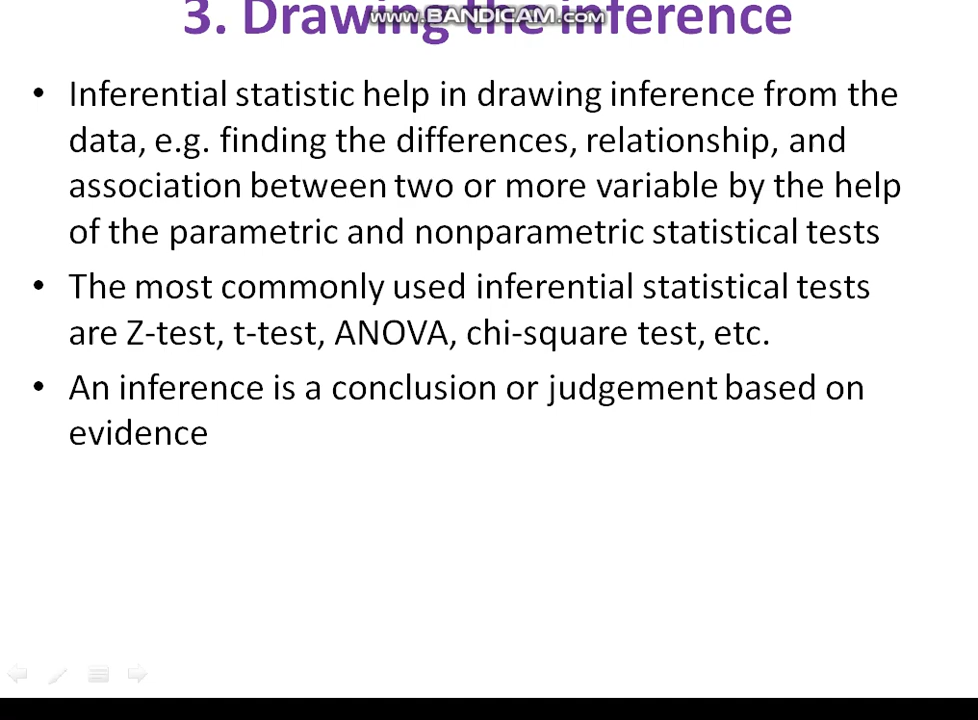 3. Drawing the inference
www.BANDICAM.com
• Inferential statistic help in drawing inference from the
data, e.g. finding the differences, relationship, and
association between two or more variable by the help
of the parametric and nonparametric statistical tests
• The most commonly used inferential statistical tests
are Z-test, t-test, ANOVA, chi-square test, etc.
• An inference is a conclusion or judgement based on
evidence